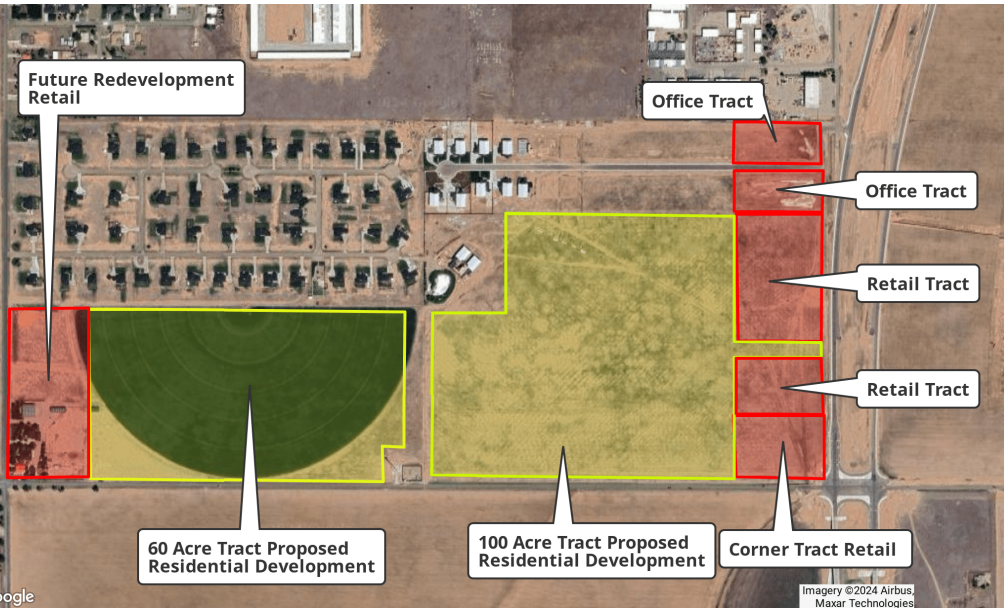 Future Redevelopment
Retail
Office Tract
Office Tract
Retail Tract
Retail Tract
60 Acre Tract Proposed
Residential Development
100 Acre Tract Proposed
Residential Development
Corner Tract Retail
oogle
Imagery ©2024 Airbus,
Maxar Technologies